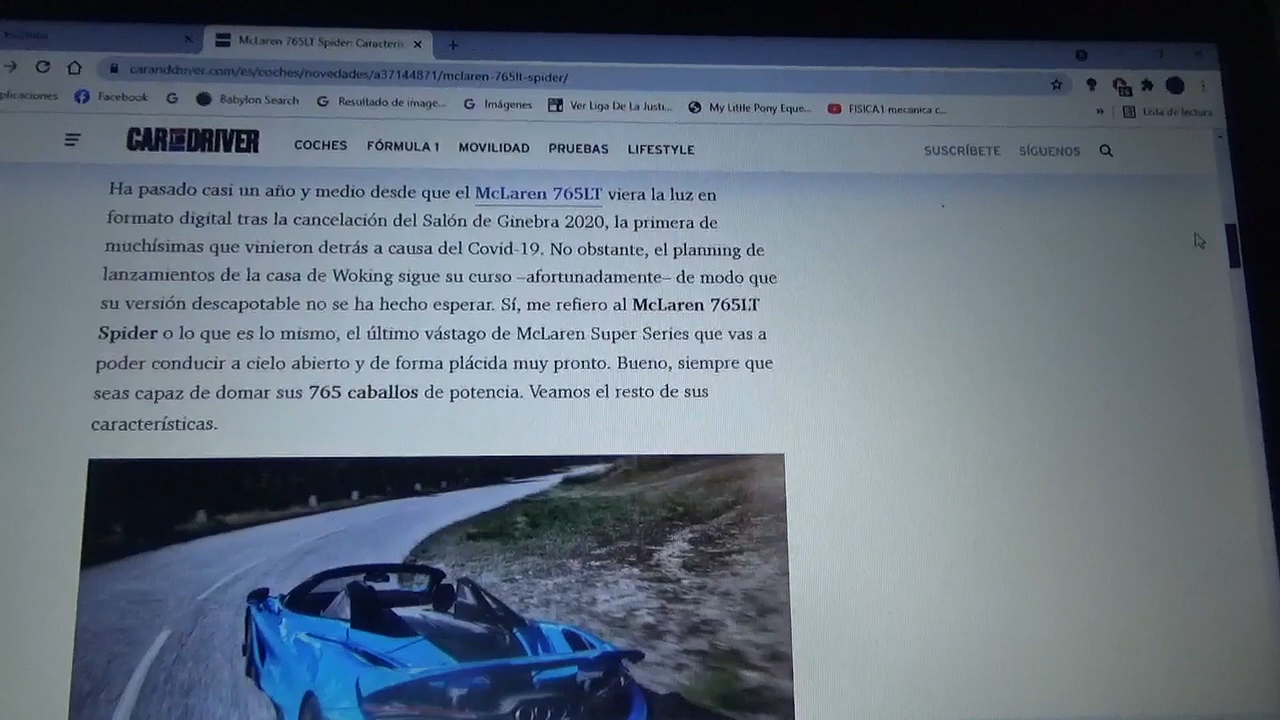 YouTube
McLaren 765LT Spider: Caracterís
caranddriver.com/es/coches/novedades/a37144871/mclaren-765lt-spider/
plicaciones Facebook Babylon Search Resultado de image... Imágenes Ver Liga De La Justi... My Little Pony Eque... FISICA I mecanica c... » Lista de lectura
CAR AND DRIVER COCHES FÓRMULA 1 MOVILIDAD PRUEBAS LIFESTYLE SUSCRÍBETE SÍGUENOS
Ha pasado casi un año y medio desde que el McLaren 765LT viera la luz en
formato digital tras la cancelación del Salón de Ginebra 2020, la primera de
muchísimas que vinieron detrás a causa del Covid-19. No obstante, el planning de
lanzamientos de la casa de Woking sigue su curso –afortunadamente– de modo que
su versión descapotable no se ha hecho esperar. Sí, me refiero al McLaren 765LT
Spider o lo que es lo mismo, el último vástago de McLaren Super Series que vas a
poder conducir a cielo abierto y de forma plácida muy pronto. Bueno, siempre que
seas capaz de domar sus 765 caballos de potencia. Veamos el resto de sus
características.